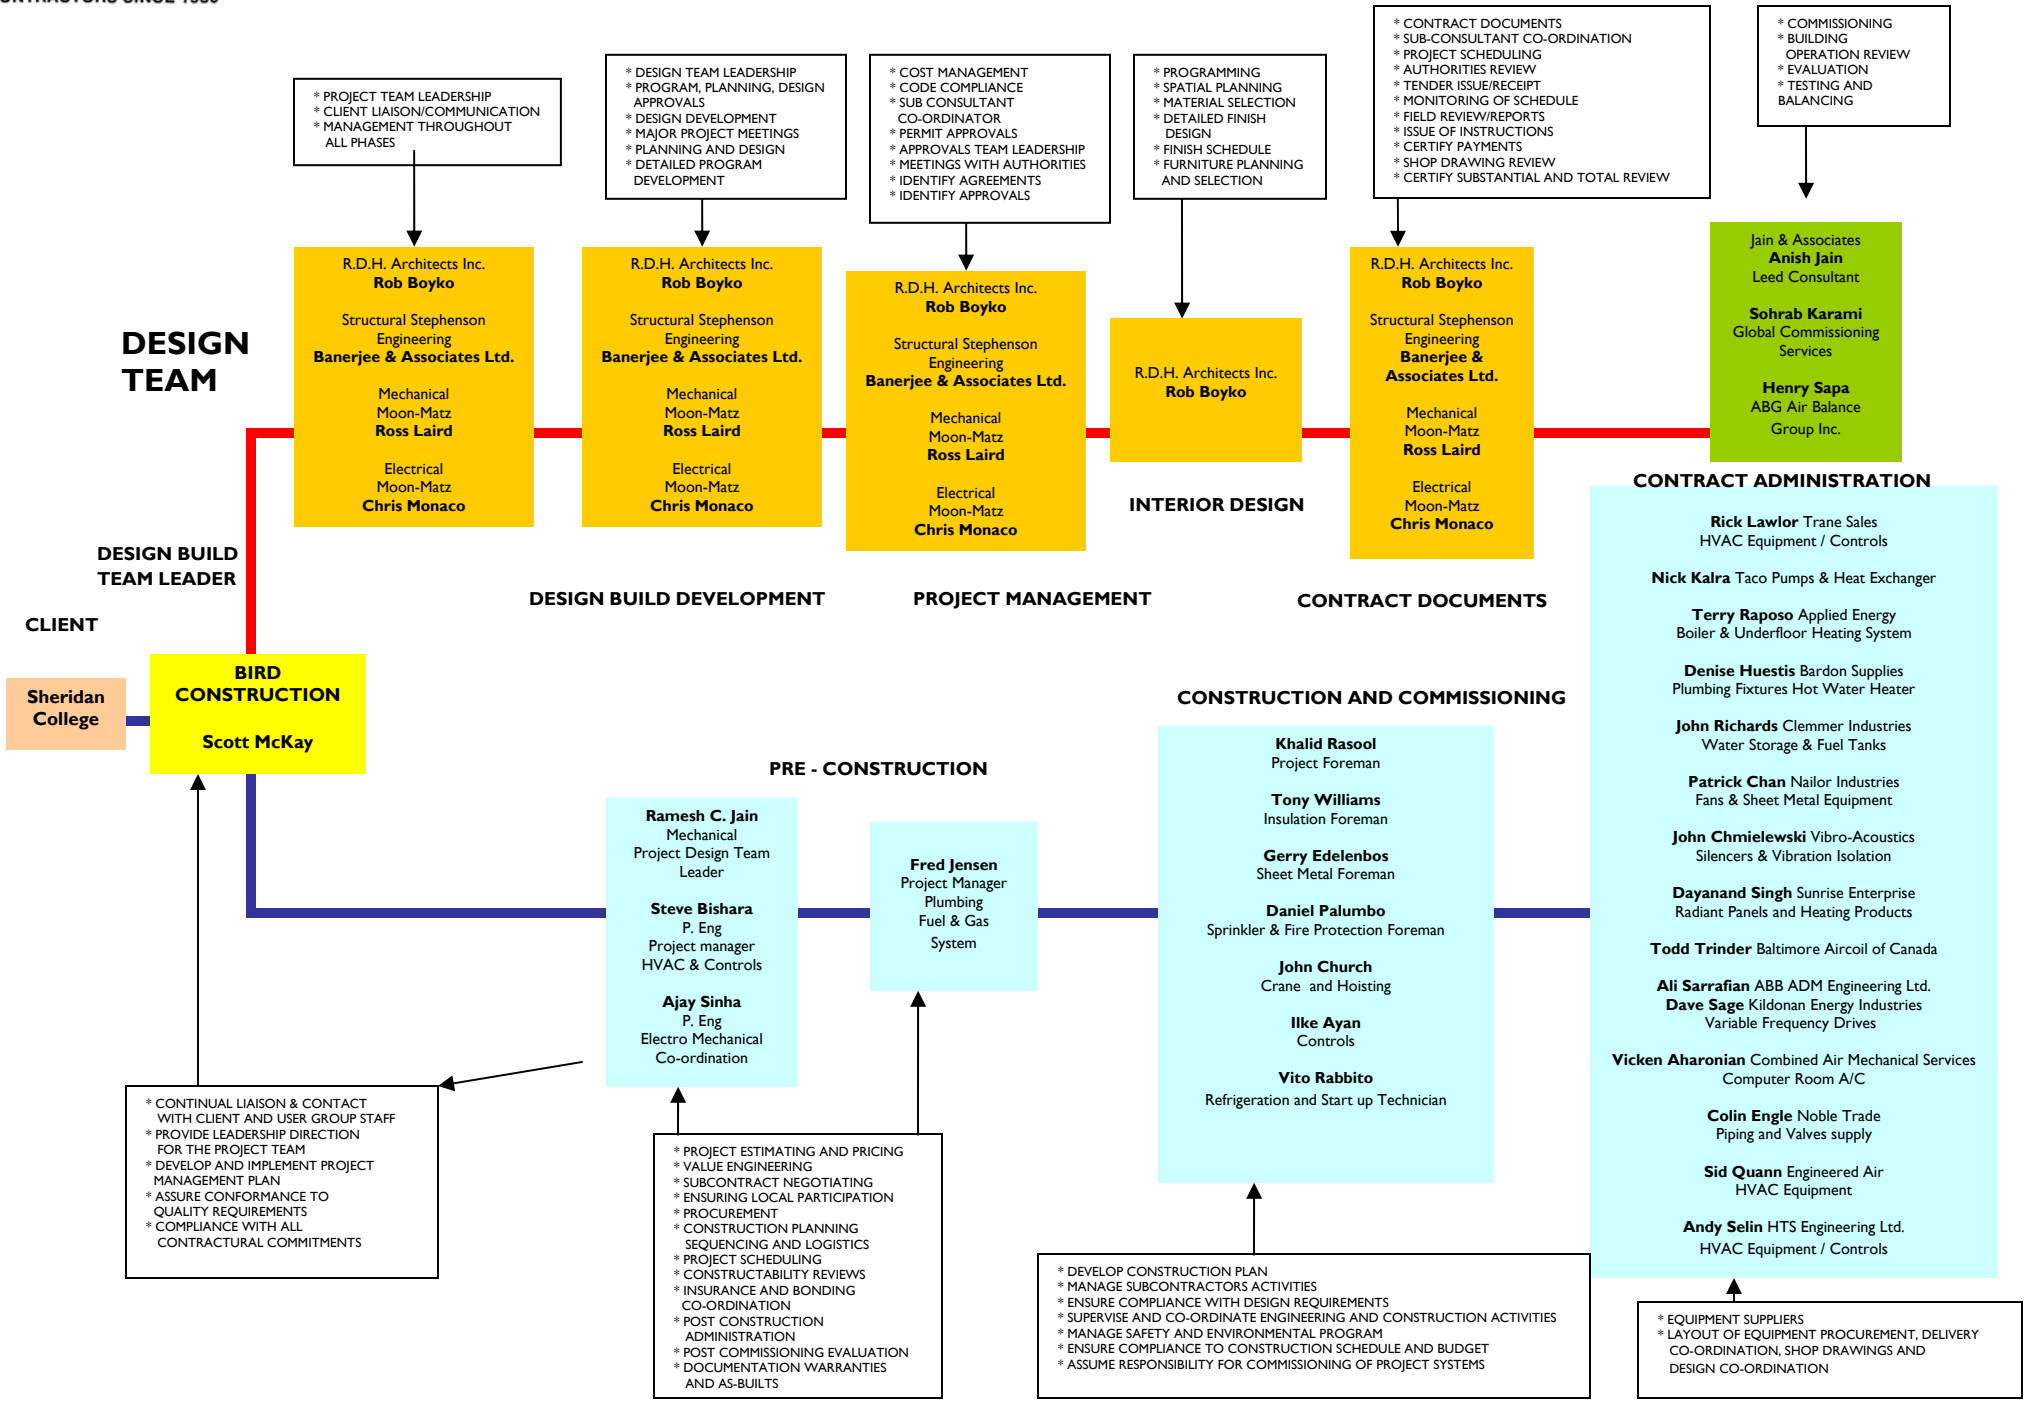 CONTRACTORS SINCE 1980
* PROJECT TEAM LEADERSHIP
* CLIENT LIAISON/COMMUNICATION
* MANAGEMENT THROUGHOUT
ALL PHASES
* DESIGN TEAM LEADERSHIP
* PROGRAM, PLANNING, DESIGN
APPROVALS
* DESIGN DEVELOPMENT
* MAJOR PROJECT MEETINGS
* PLANNING AND DESIGN
* DETAILED PROGRAM
DEVELOPMENT
* COST MANAGEMENT
* CODE COMPLIANCE
* SUB CONSULTANT
CO-ORDINATOR
* PERMIT APPROVALS
* APPROVALS TEAM LEADERSHIP
* MEETINGS WITH AUTHORITIES
* IDENTIFY AGREEMENTS
* IDENTIFY APPROVALS
* PROGRAMMING
* SPATIAL PLANNING
* MATERIAL SELECTION
* DETAILED FINISH
DESIGN
* FINISH SCHEDULE
* FURNITURE PLANNING
AND SELECTION
* CONTRACT DOCUMENTS
* SUB-CONSULTANT CO-ORDINATION
* PROJECT SCHEDULING
* AUTHORITIES REVIEW
* TENDER ISSUE/RECEIPT
* MONITORING OF SCHEDULE
* FIELD REVIEW/REPORTS
* ISSUE OF INSTRUCTIONS
* CERTIFY PAYMENTS
* SHOP DRAWING REVIEW
* CERTIFY SUBSTANTIAL AND TOTAL REVIEW
* COMMISSIONING
* BUILDING
OPERATION REVIEW
* EVALUATION
* TESTING AND
BALANCING
DESIGN
TEAM
R.D.H. Architects Inc.
Rob Boyko
Structural Stephenson
Engineering
Banerjee & Associates Ltd.
Mechanical
Moon-Matz
Ross Laird
Electrical
Moon-Matz
Chris Monaco
R.D.H. Architects Inc.
Rob Boyko
Structural Stephenson
Engineering
Banerjee & Associates Ltd.
Mechanical
Moon-Matz
Ross Laird
Electrical
Moon-Matz
Chris Monaco
R.D.H. Architects Inc.
Rob Boyko
Structural Stephenson
Engineering
Banerjee & Associates Ltd.
Mechanical
Moon-Matz
Ross Laird
Electrical
Moon-Matz
Chris Monaco
R.D.H. Architects Inc.
Rob Boyko
R.D.H. Architects Inc.
Rob Boyko
Structural Stephenson
Engineering
Banerjee &
Associates Ltd.
Mechanical
Moon-Matz
Ross Laird
Electrical
Moon-Matz
Chris Monaco
Jain & Associates
Anish Jain
Leed Consultant
Sohrab Karami
Global Commissioning
Services
Henry Sapa
ABG Air Balance
Group Inc.
INTERIOR DESIGN
DESIGN BUILD
TEAM LEADER
DESIGN BUILD DEVELOPMENT
PROJECT MANAGEMENT
CONTRACT DOCUMENTS
CONTRACT ADMINISTRATION
CLIENT
Sheridan
College
BIRD
CONSTRUCTION
Scott McKay
PRE - CONSTRUCTION
Ramesh C. Jain
Mechanical
Project Design Team
Leader
Steve Bishara
P. Eng
Project manager
HVAC & Controls
Ajay Sinha
P. Eng
Electro Mechanical
Co-ordination
Fred Jensen
Project Manager
Plumbing
Fuel & Gas
System
CONSTRUCTION AND COMMISSIONING
Khalid Rasool
Project Foreman
Tony Williams
Insulation Foreman
Gerry Edelenbos
Sheet Metal Foreman
Daniel Palumbo
Sprinkler & Fire Protection Foreman
John Church
Crane and Hoisting
Ilke Ayan
Controls
Vito Rabbito
Refrigeration and Start up Technician
Rick Lawlor Trane Sales
HVAC Equipment / Controls
Nick Kalra Taco Pumps & Heat Exchanger
Terry Raposo Applied Energy
Boiler & Underfloor Heating System
Denise Huestis Bardon Supplies
Plumbing Fixtures Hot Water Heater
John Richards Clemmer Industries
Water Storage & Fuel Tanks
Patrick Chan Nailor Industries
Fans & Sheet Metal Equipment
John Chmielewski Vibro-Acoustics
Silencers & Vibration Isolation
Dayanand Singh Sunrise Enterprise
Radiant Panels and Heating Products
Todd Trinder Baltimore Aircoil of Canada
Ali Sarrafian ABB ADM Engineering Ltd.
Dave Sage Kildonan Energy Industries
Variable Frequency Drives
Vicken Aharonian Combined Air Mechanical Services
Computer Room A/C
Colin Engle Noble Trade
Piping and Valves supply
Sid Quann Engineered Air
HVAC Equipment
Andy Selin HTS Engineering Ltd.
HVAC Equipment / Controls
* CONTINUAL LIAISON & CONTACT
WITH CLIENT AND USER GROUP STAFF
* PROVIDE LEADERSHIP DIRECTION
FOR THE PROJECT TEAM
* DEVELOP AND IMPLEMENT PROJECT
MANAGEMENT PLAN
* ASSURE CONFORMANCE TO
QUALITY REQUIREMENTS
* COMPLIANCE WITH ALL
CONTRACTURAL COMMITMENTS
* PROJECT ESTIMATING AND PRICING
* VALUE ENGINEERING
* SUBCONTRACT NEGOTIATING
* ENSURING LOCAL PARTICIPATION
* PROCUREMENT
* CONSTRUCTION PLANNING
SEQUENCING AND LOGISTICS
* PROJECT SCHEDULING
* CONSTRUCTABILITY REVIEWS
* INSURANCE AND BONDING
CO-ORDINATION
* POST CONSTRUCTION
ADMINISTRATION
* POST COMMISSIONING EVALUATION
* DOCUMENTATION WARRANTIES
AND AS-BUILTS
* DEVELOP CONSTRUCTION PLAN
* MANAGE SUBCONTRACTORS ACTIVITIES
* ENSURE COMPLIANCE WITH DESIGN REQUIREMENTS
* SUPERVISE AND CO-ORDINATE ENGINEERING AND CONSTRUCTION ACTIVITIES
* MANAGE SAFETY AND ENVIRONMENTAL PROGRAM
* ENSURE COMPLIANCE TO CONSTRUCTION SCHEDULE AND BUDGET
* ASSUME RESPONSIBILITY FOR COMMISSIONING OF PROJECT SYSTEMS
* EQUIPMENT SUPPLIERS
* LAYOUT OF EQUIPMENT PROCUREMENT, DELIVERY
CO-ORDINATION, SHOP DRAWINGS AND
DESIGN CO-ORDINATION